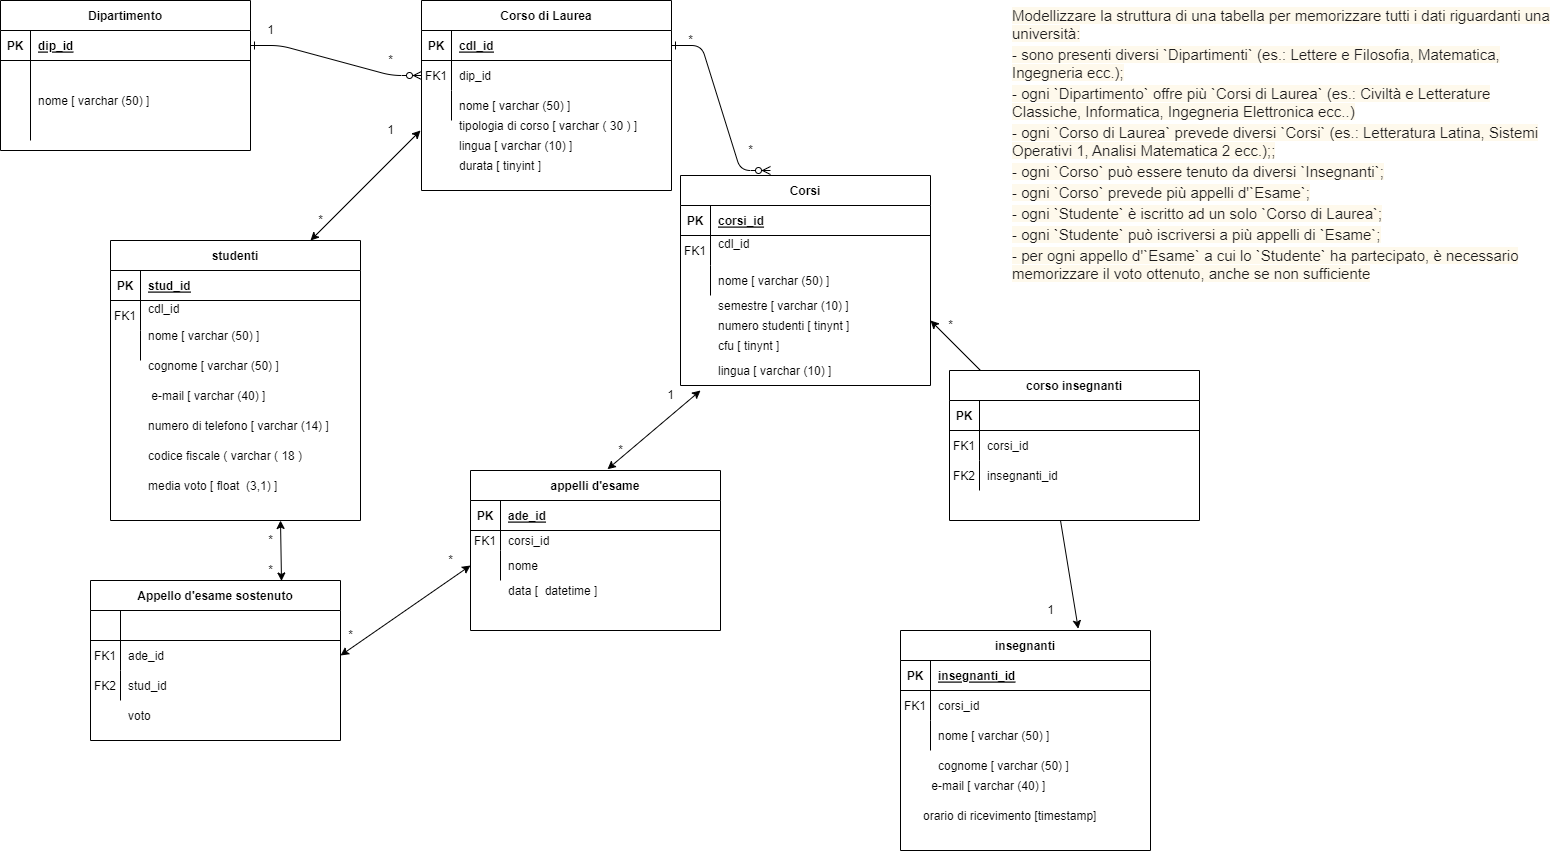 Dipartimento
PK dip_id
nome [ varchar (50) ]
1
*
Corso di Laurea
PK cdl_id
FK1 dip_id
nome [ varchar (50) ]
tipologia di corso [ varchar ( 30 ) ]
lingua [ varchar (10) ]
durata [ tinyint ]
*
*
1
*
Modellizzare la struttura di una tabella per memorizzare tutti i dati riguardanti una
università:
- sono presenti diversi `Dipartimenti` (es.: Lettere e Filosofia, Matematica,
Ingegneria ecc.);
- ogni `Dipartimento` offre più `Corsi di Laurea` (es.: Civiltà e Letterature
Classiche, Informatica, Ingegneria Elettronica ecc..)
- ogni `Corso di Laurea` prevede diversi `Corsi` (es.: Letteratura Latina, Sistemi
Operativi 1, Analisi Matematica 2 ecc.);;
- ogni `Corso` può essere tenuto da diversi `Insegnanti`;
- ogni `Corso` prevede più appelli d'`Esame`;
- ogni `Studente` è iscritto ad un solo `Corso di Laurea`;
- ogni `Studente` può iscriversi a più appelli di `Esame`;
- per ogni appello d'`Esame` a cui lo `Studente` ha partecipato, è necessario
memorizzare il voto ottenuto, anche se non sufficiente
Corsi
PK corsi_id
FK1 cdl_id
nome [ varchar (50) ]
semestre [ varchar (10) ]
numero studenti [ tinynt ]
cfu [ tinynt ]
lingua [ varchar (10) ]
studenti
PK stud_id
FK1 cdl_id
nome [ varchar (50) ]
cognome [ varchar (50) ]
e-mail [ varchar (40) ]
numero di telefono [ varchar (14) ]
codice fiscale ( varchar ( 18 )
media voto [ float (3,1) ]
*
corso insegnanti
PK
FK1 corsi_id
FK2 insegnanti_id
1
*
appelli d'esame
PK ade_id
FK1 corsi_id
nome
data [ datetime ]
*
*
*
*
Appello d'esame sostenuto
FK1 ade_id
FK2 stud_id
voto
1
insegnanti
PK insegnanti_id
FK1 corsi_id
nome [ varchar (50) ]
cognome [ varchar (50) ]
e-mail [ varchar (40) ]
orario di ricevimento [timestamp]